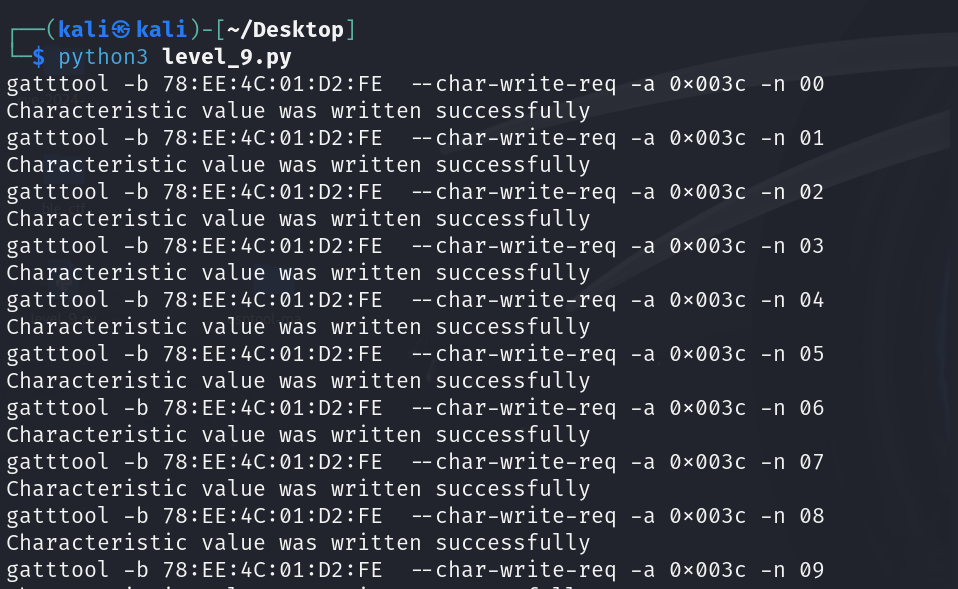 ┌──(kali㉿kali)-[~/Desktop]
└─$ python3 level_9.py
gatttool -b 78:EE:4C:01:D2:FE  --char-write-req -a 0×003c -n 00
Characteristic value was written successfully
gatttool -b 78:EE:4C:01:D2:FE  --char-write-req -a 0×003c -n 01
Characteristic value was written successfully
gatttool -b 78:EE:4C:01:D2:FE  --char-write-req -a 0×003c -n 02
Characteristic value was written successfully
gatttool -b 78:EE:4C:01:D2:FE  --char-write-req -a 0×003c -n 03
Characteristic value was written successfully
gatttool -b 78:EE:4C:01:D2:FE  --char-write-req -a 0×003c -n 04
Characteristic value was written successfully
gatttool -b 78:EE:4C:01:D2:FE  --char-write-req -a 0×003c -n 05
Characteristic value was written successfully
gatttool -b 78:EE:4C:01:D2:FE  --char-write-req -a 0×003c -n 06
Characteristic value was written successfully
gatttool -b 78:EE:4C:01:D2:FE  --char-write-req -a 0×003c -n 07
Characteristic value was written successfully
gatttool -b 78:EE:4C:01:D2:FE  --char-write-req -a 0×003c -n 08
Characteristic value was written successfully
gatttool -b 78:EE:4C:01:D2:FE  --char-write-req -a 0×003c -n 09